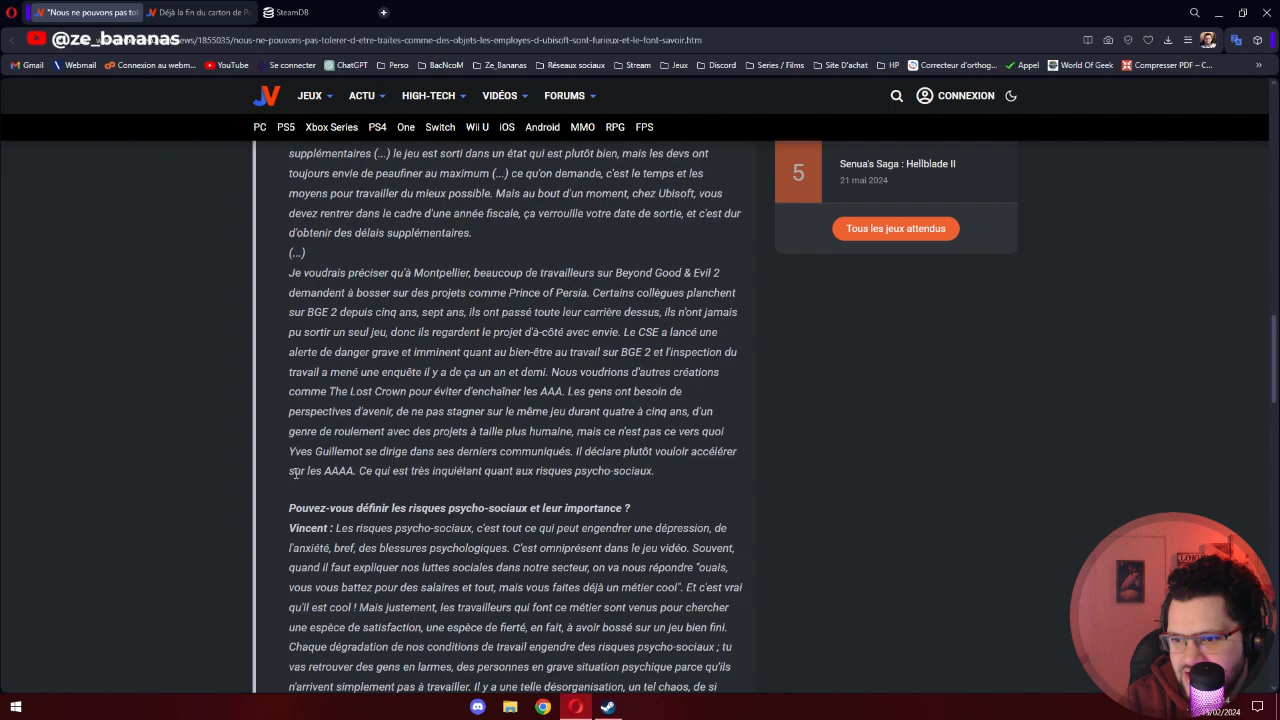 "Nous ne pouvons pas tol
Déjà la fin du carton de Pa
SteamDB
@ze_bananas
news/1855035/nous-ne-pouvons-pas-tolerer-d-etre-traites-comme-des-objets-les-employes-d-ubisoft-sont-furieux-et-le-font-savoir.htm
Gmail
Webmail
Connexion au webm...
YouTube
Se connecter
ChatGPT
Perso
BacNcoM
Ze_Bananas
Réseaux sociaux
Stream
Jeux
Discord
Series / Films
Site D'achat
HP
Correcteur d'orthog...
Appel
World Of Geek
Compresser PDF – C...
JV
JEUX
ACTU
HIGH-TECH
VIDÉOS
FORUMS
CONNEXION
PC
PS5
Xbox Series
PS4
One
Switch
Wii U
iOS
Android
MMO
RPG
FPS
supplémentaires (...) le jeu est sorti dans un état qui est plutôt bien, mais les devs ont
toujours envie de peaufiner au maximum (...) ce qu'on demande, c'est le temps et les
moyens pour travailler du mieux possible. Mais au bout d'un moment, chez Ubisoft, vous
devez rentrer dans le cadre d'une année fiscale, ça verrouille votre date de sortie, et c'est dur
d'obtenir des délais supplémentaires.
(...)
Je voudrais préciser qu'à Montpellier, beaucoup de travailleurs sur Beyond Good & Evil 2
demandent à bosser sur des projets comme Prince of Persia. Certains collègues planchent
sur BGE 2 depuis cinq ans, sept ans, ils ont passé toute leur carrière dessus, ils n'ont jamais
pu sortir un seul jeu, donc ils regardent le projet d'à-côté avec envie. Le CSE a lancé une
alerte de danger grave et imminent quant au bien-être au travail sur BGE 2 et l'inspection du
travail a mené une enquête il y a de ça un an et demi. Nous voudrions d'autres créations
comme The Lost Crown pour éviter d'enchaîner les AAA. Les gens ont besoin de
perspectives d'avenir, de ne pas stagner sur le même jeu durant quatre à cinq ans, d'un
genre de roulement avec des projets à taille plus humaine, mais ce n'est pas ce vers quoi
Yves Guillemot se dirige dans ses derniers communiqués. Il déclare plutôt vouloir accélérer
sur les AAAA. Ce qui est très inquiétant quant aux risques psycho-sociaux.
Pouvez-vous définir les risques psycho-sociaux et leur importance ?
Vincent : Les risques psycho-sociaux, c'est tout ce qui peut engendrer une dépression, de
l'anxiété, bref, des blessures psychologiques. C'est omniprésent dans le jeu vidéo. Souvent,
quand il faut expliquer nos luttes sociales dans notre secteur, on va nous répondre "ouais,
vous vous battez pour des salaires et tout, mais vous faites déjà un métier cool". Et c'est vrai
qu'il est cool ! Mais justement, les travailleurs qui font ce métier sont venus pour chercher
une espèce de satisfaction, une espèce de fierté, en fait, à avoir bossé sur un jeu bien fini.
Chaque dégradation de nos conditions de travail engendre des risques psycho-sociaux ; tu
vas retrouver des gens en larmes, des personnes en grave situation psychique parce qu'ils
n'arrivent simplement pas à travailler. Il y a une telle désorganisation, un tel chaos, de si
5
Senua's Saga : Hellblade II
21 mai 2024
Tous les jeux attendus
/02/2024